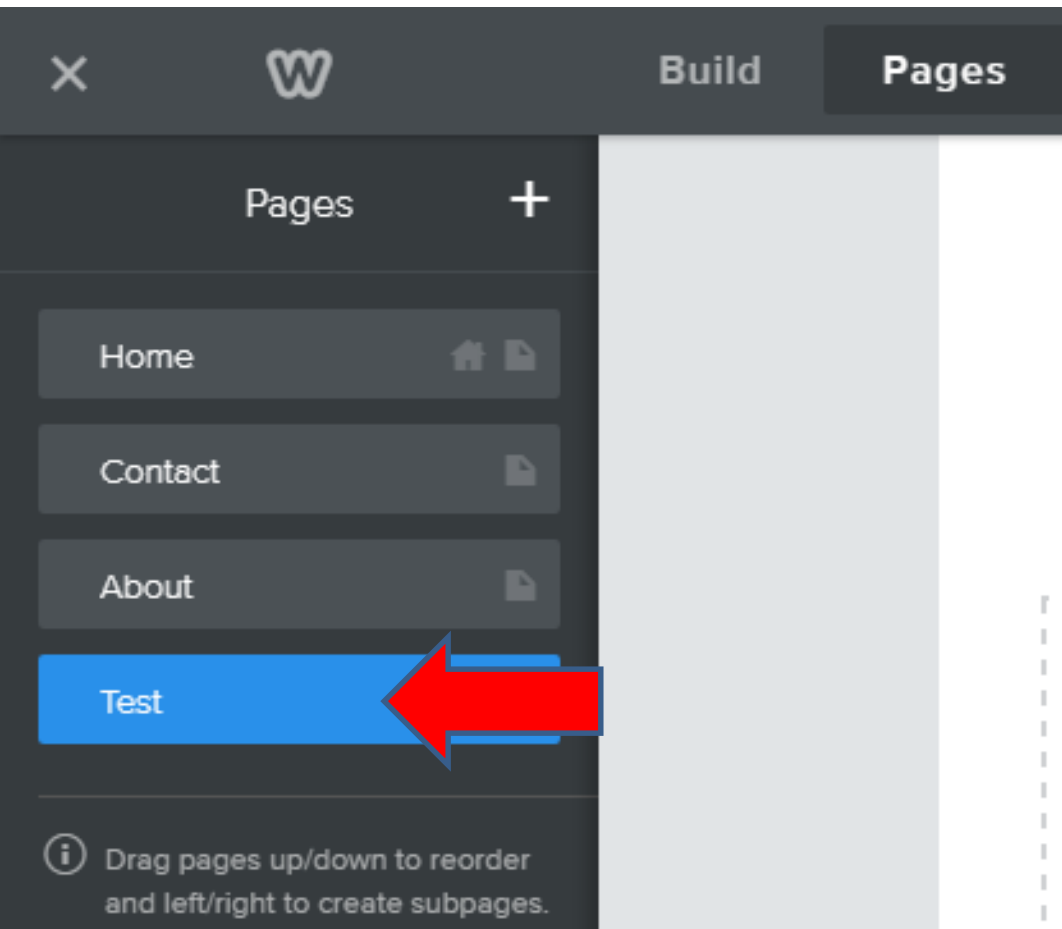 Build Pages
Pages +
Home
Contact
About
Test
Drag pages up/down to reorder
and left/right to create subpages.